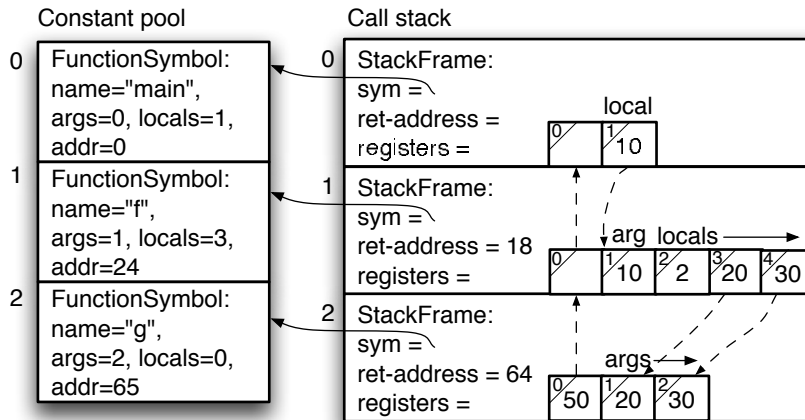 Constant pool
0
FunctionSymbol:
name="main",
args=0, locals=1,
addr=0
1
FunctionSymbol:
name="f",
args=1, locals=3,
addr=24
2
FunctionSymbol:
name="g",
args=2, locals=0,
addr=65
Call stack
0
StackFrame:
sym =
ret-address =
registers =
local
0 1 10
1
StackFrame:
sym =
ret-address = 18
registers =
arg locals
0 1 10 2 2 3 20 4 30
2
StackFrame:
sym =
ret-address = 64
registers =
args
0 50 1 20 2 30